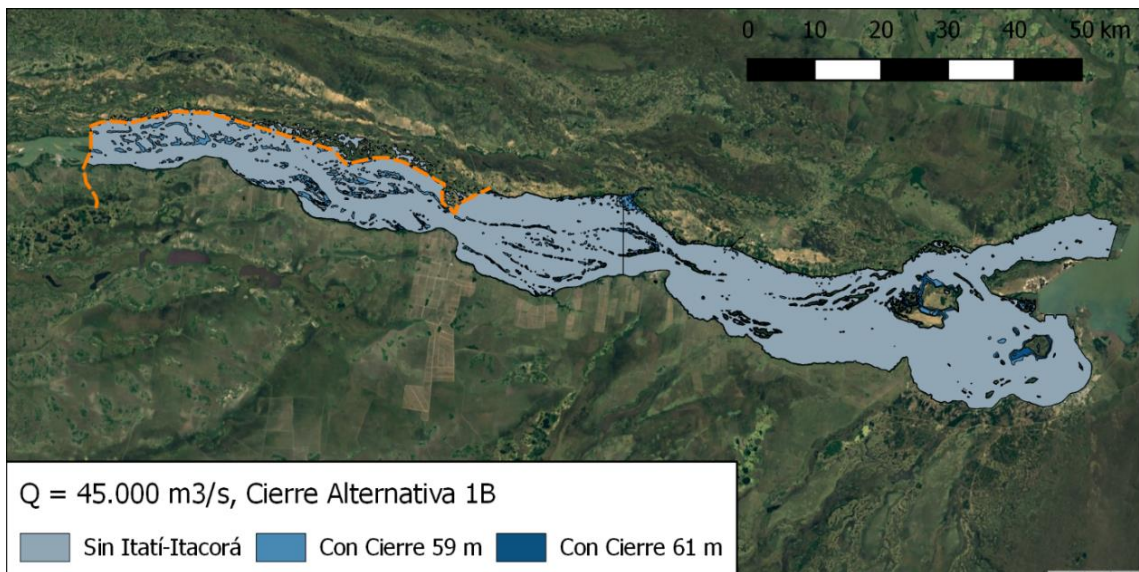 0 10 20 30 40 50 km
Q = 45.000 m3/s, Cierre Alternativa 1B
Sin Itatí-Itacorá Con Cierre 59 m Con Cierre 61 m